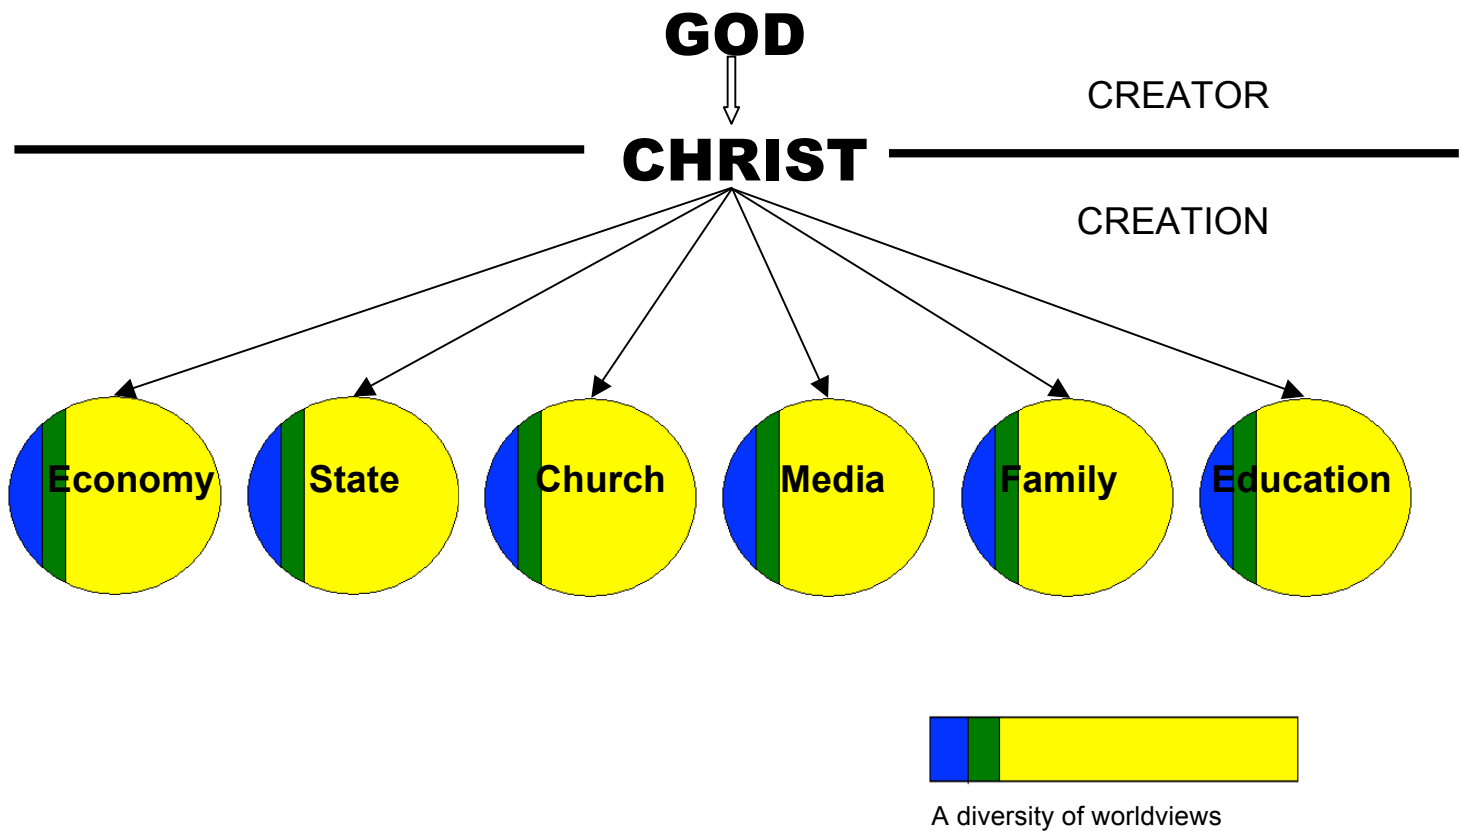 GOD
CREATOR
CHRIST
CREATION
Economy State Church Media Family Education
A diversity of worldviews